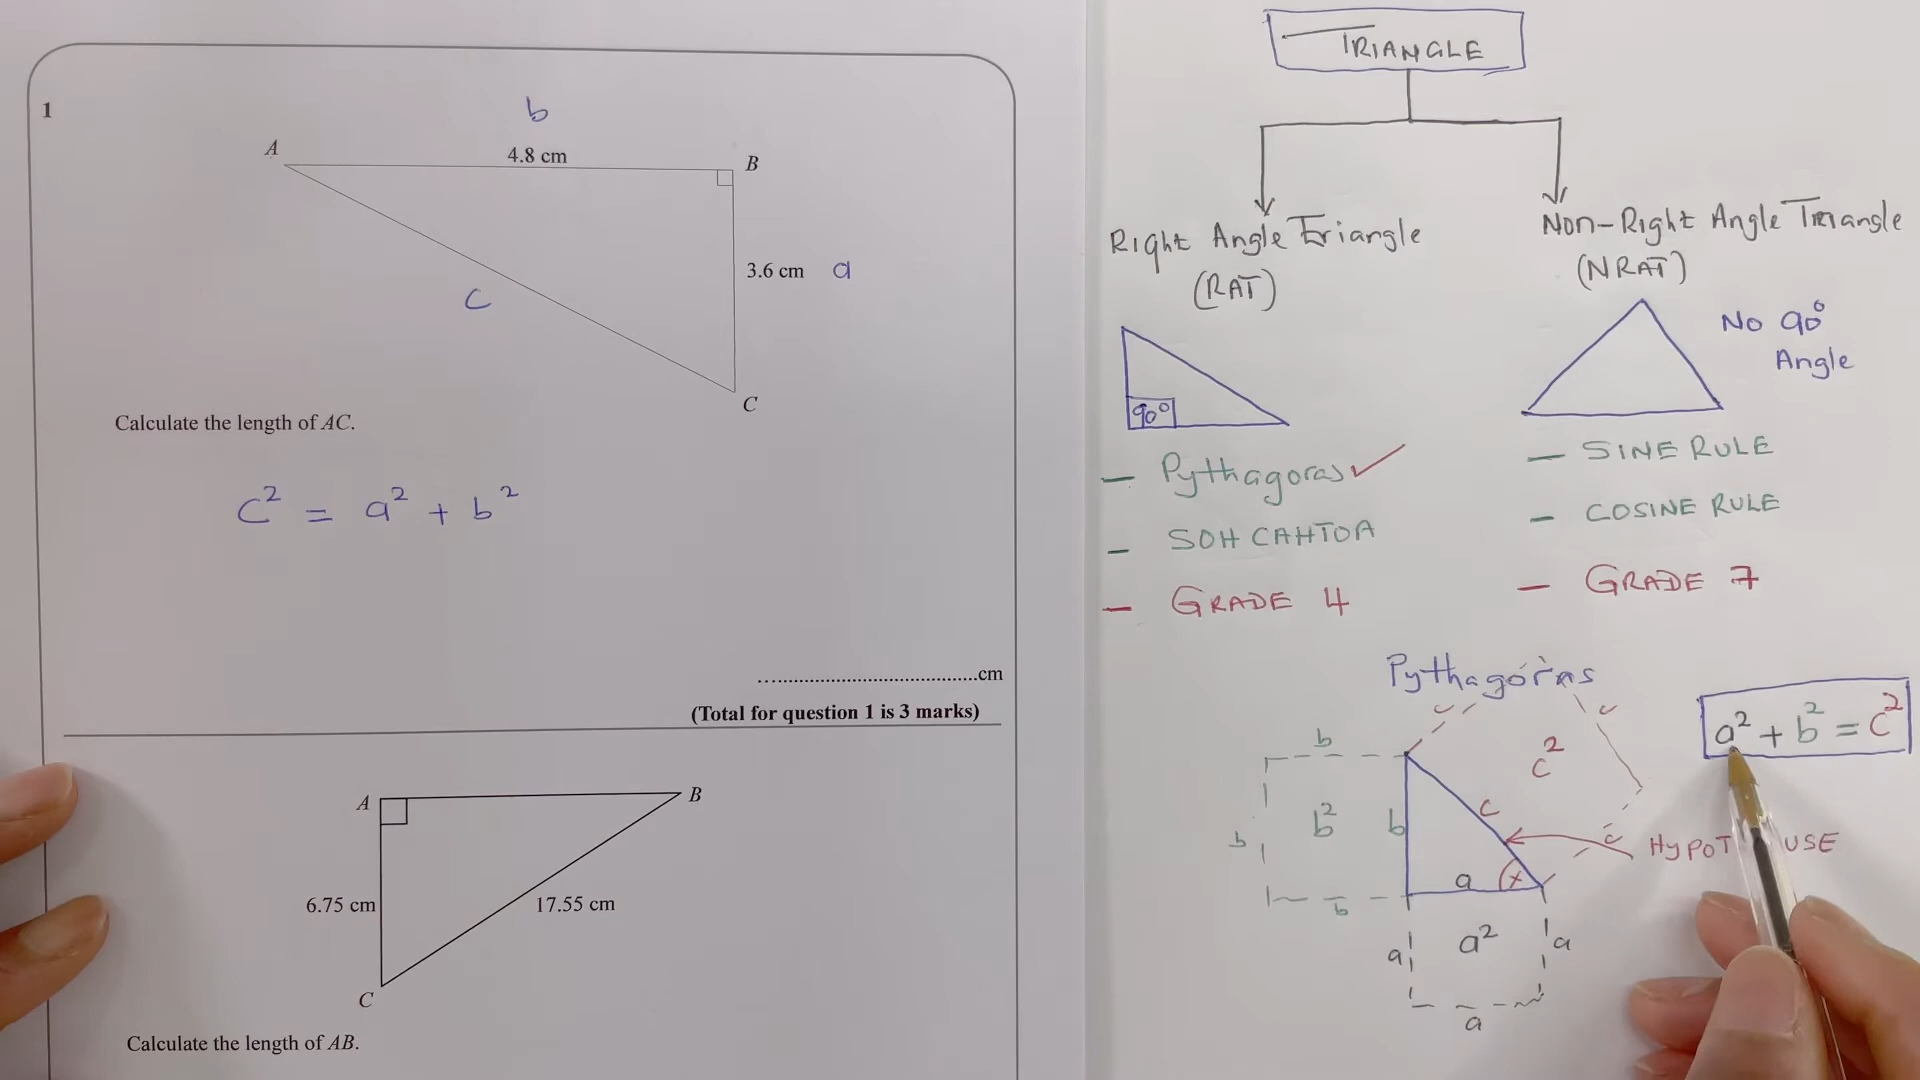 1
b
A
4.8 cm
B
3.6 cm a
c
C
Calculate the length of AC.
c² = a² + b²
........................................cm
(Total for question 1 is 3 marks)
A
B
6.75 cm
17.55 cm
C
Calculate the length of AB.
TRIANGLE
Right Angle Triangle
(RAT)
90°
- Pythagoras ✓
- SOH CAHTOA
- GRADE 4
Non-Right Angle Triangle
(NRAT)
No 90°
Angle
- SINE RULE
- COSINE RULE
- GRADE 7
Pythagoras
a² + b² = c²
c
c
b
c²
b
b²
b
c
c
b
a
x
a
a²
a
a